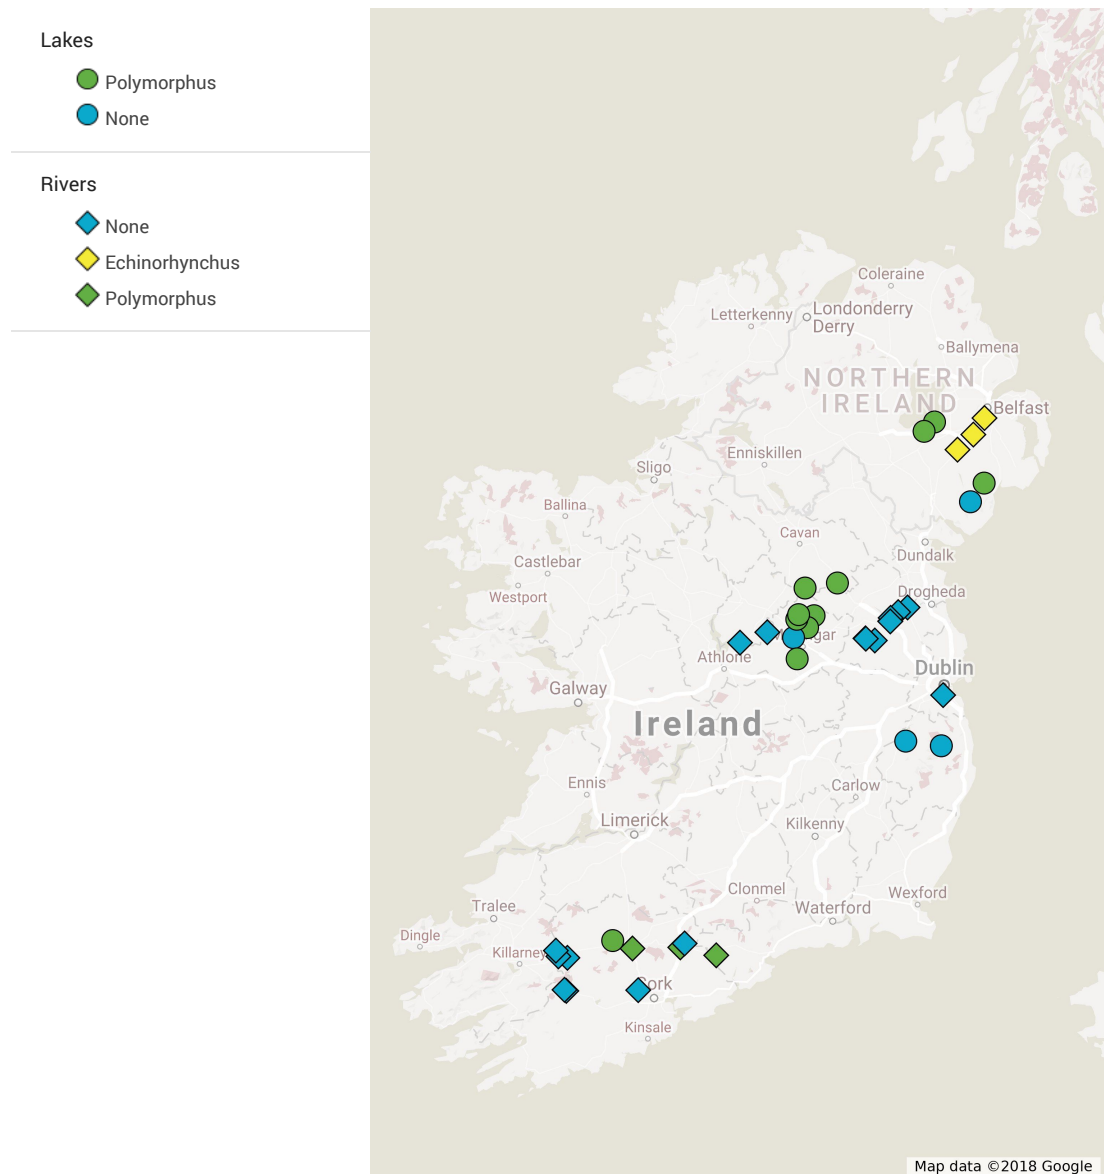 Lakes
Polymorphus
None
Rivers
None
Echinorhynchus
Polymorphus
Coleraine
Letterkenny
Londonderry
Derry
Ballymena
NORTHERN
IRELAND
Belfast
Enniskillen
Sligo
Ballina
Cavan
Dundalk
Castlebar
Westport
Drogheda
gar
Athlone
Dublin
Galway
Ireland
Ennis
Carlow
Limerick
Kilkenny
Clonmel
Wexford
Tralee
Waterford
Dingle
Killarney
ork
Kinsale
Map data ©2018 Google